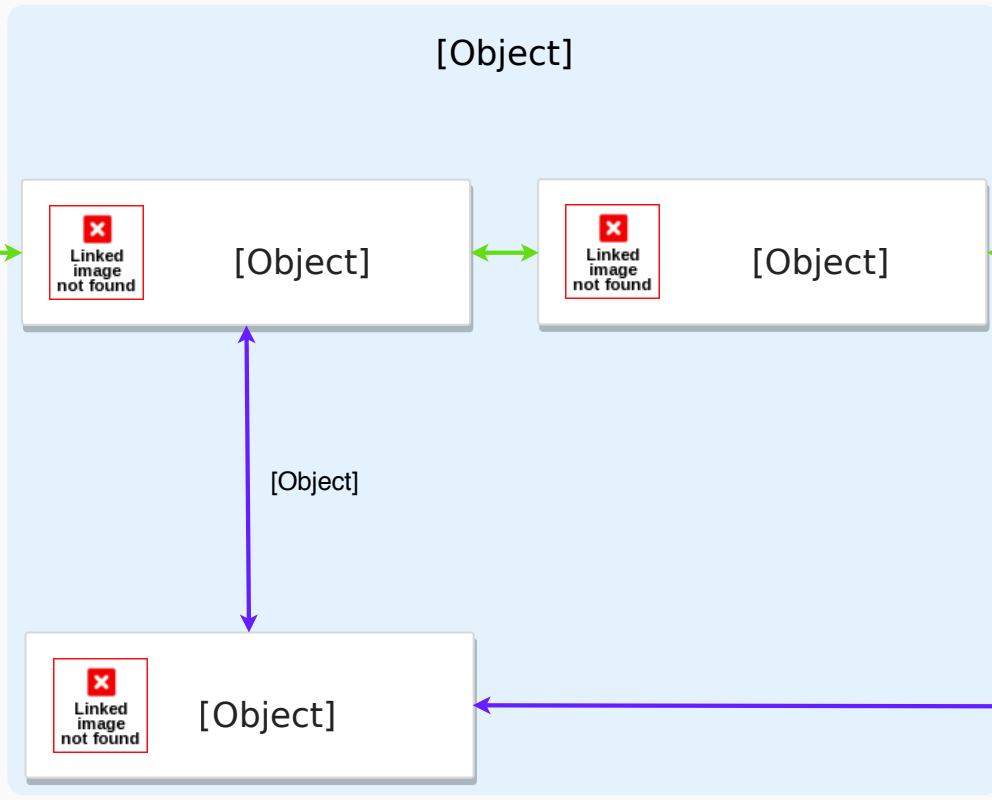 [Object]
Linked
image
not found
[Object]
Linked
image
not found
[Object]
[Object]
Linked
image
not found
[Object]